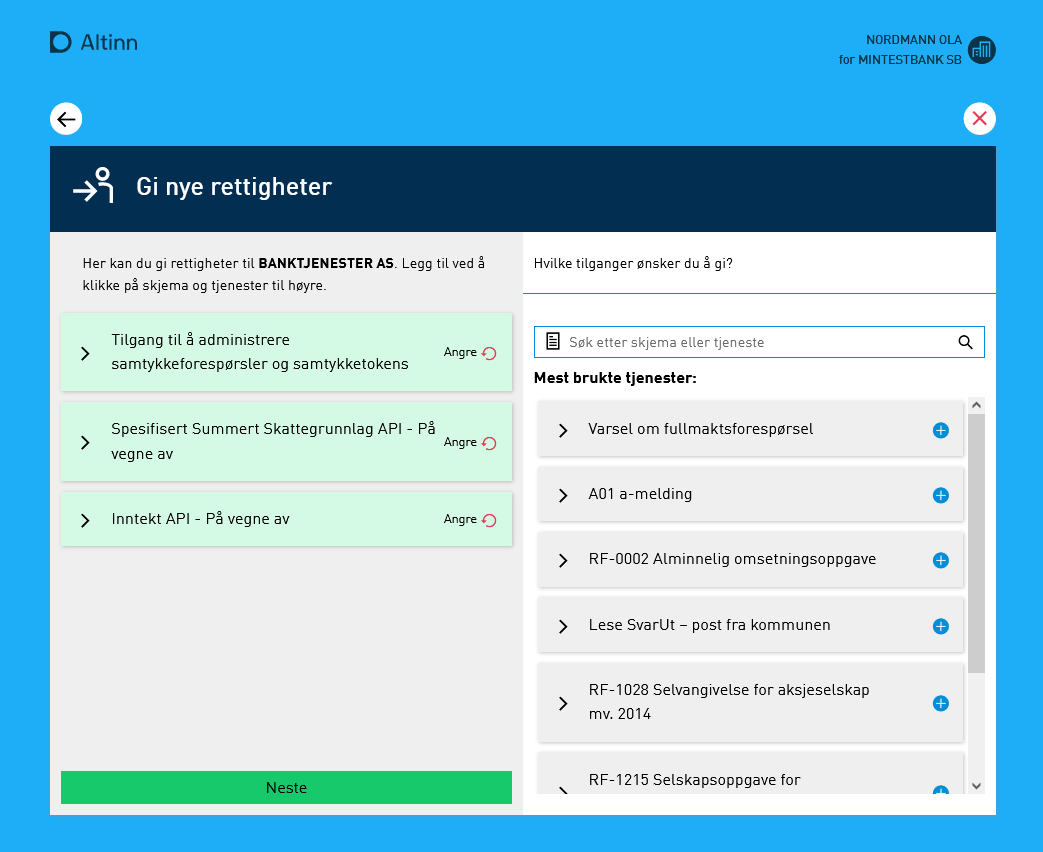 Altinn
NORDMANN OLA
for MINTESTBANK SB
Gi nye rettigheter
Her kan du gi rettigheter til BANKTJENESTER AS. Legg til ved å
klikke på skjema og tjenester til høyre.
Tilgang til å administrere
samtykkeforespørsler og samtykketokens
Angre
Spesifisert Summert Skattegrunnlag API - På
vegne av
Angre
Inntekt API - På vegne av
Angre
Neste
Hvilke tilganger ønsker du å gi?
Søk etter skjema eller tjeneste
Mest brukte tjenester:
Varsel om fullmaktsforespørsel
A01 a-melding
RF-0002 Alminnelig omsetningsoppgave
Lese SvarUt – post fra kommunen
RF-1028 Selvangivelse for aksjeselskap
mv. 2014
RF-1215 Selskapsoppgave for